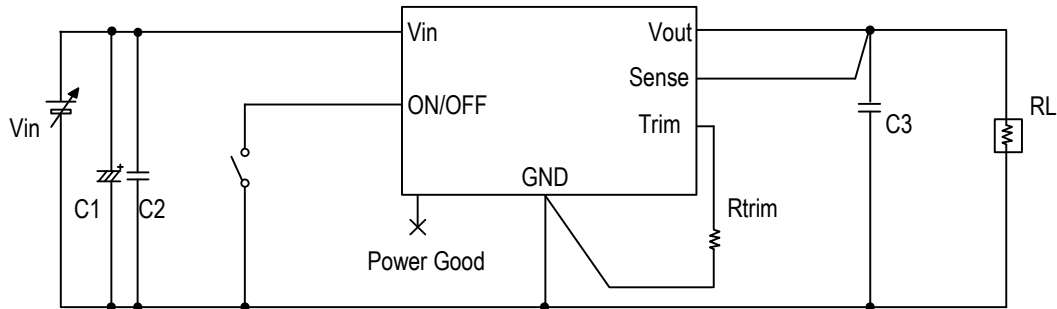 Vin
Vout
Sense
ON/OFF
Trim
RL
C3
Vin
GND
C1
C2
Rtrim
Power Good
+